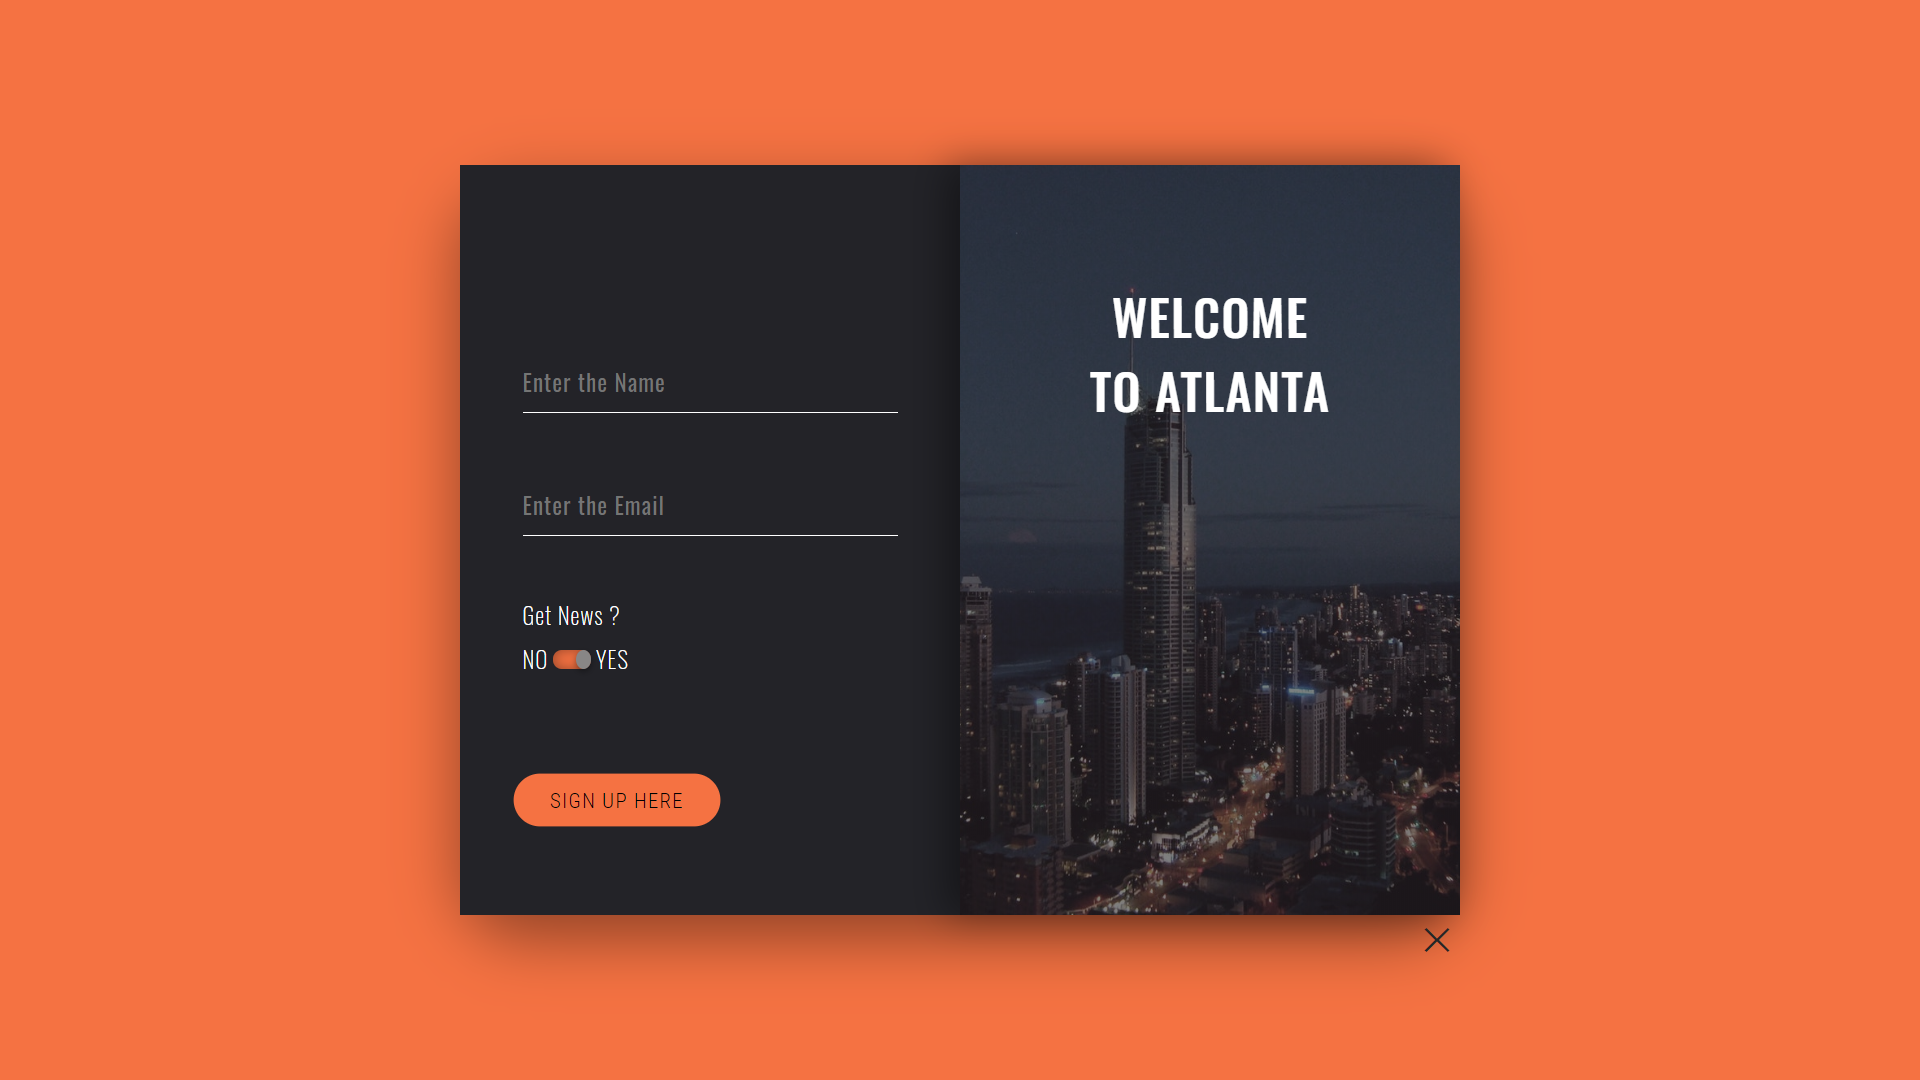 WELCOME
TO ATLANTA
Enter the Name
Enter the Email
Get News ?
NO YES
SIGN UP HERE